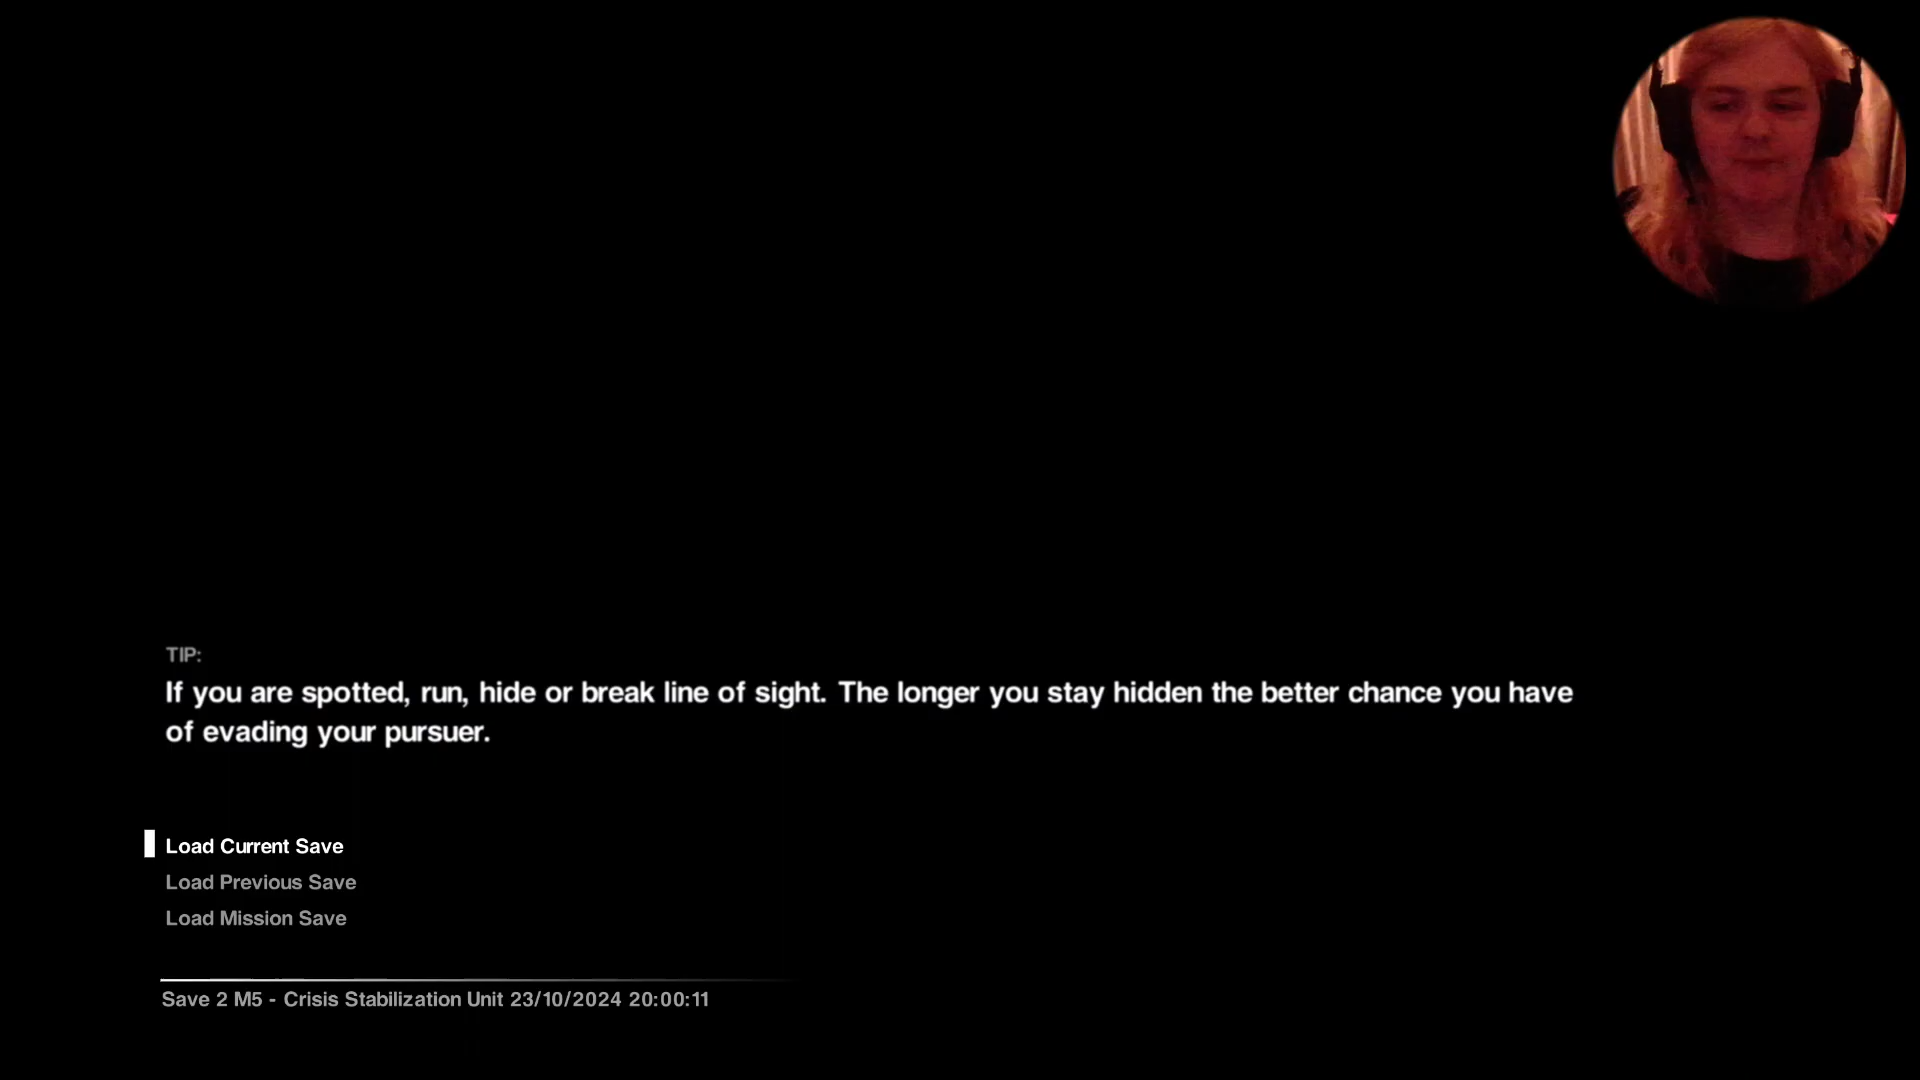 TIP:
If you are spotted, run, hide or break line of sight. The longer you stay hidden the better chance you have
of evading your pursuer.
Load Current Save
Load Previous Save
Load Mission Save
Save 2 M5 - Crisis Stabilization Unit 23/10/2024 20:00:11